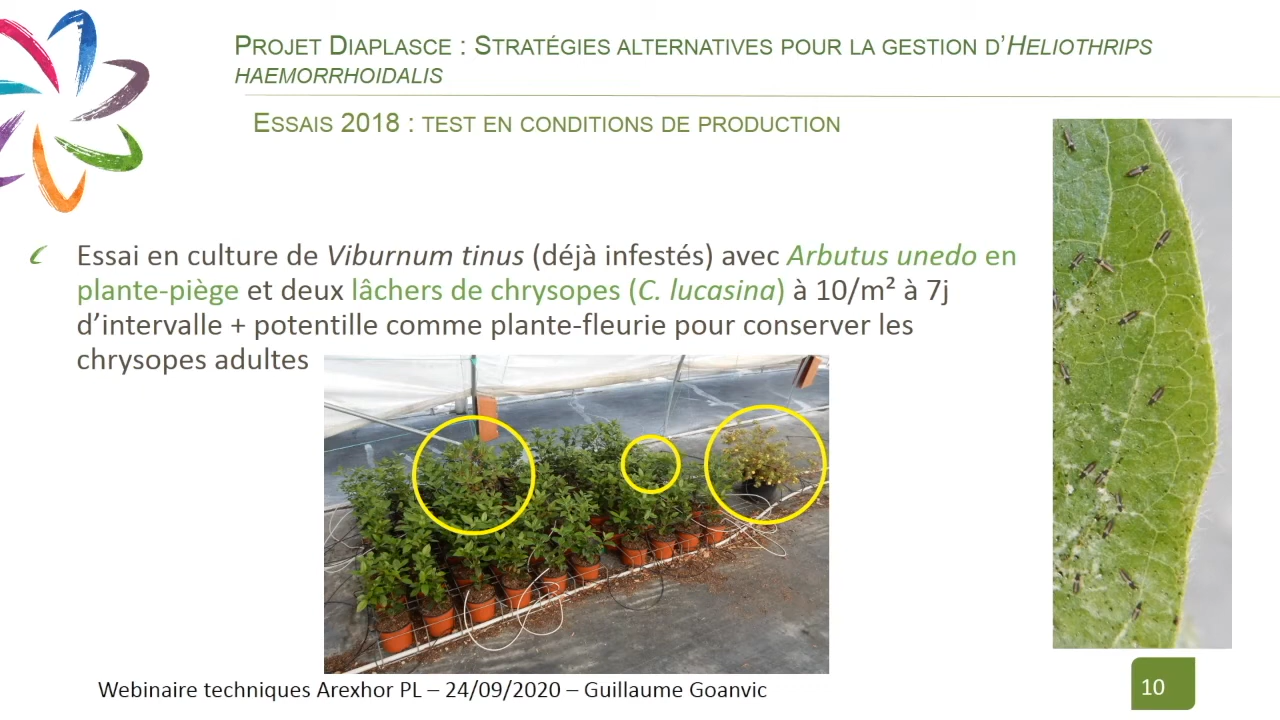 PROJET DIAPLASCE : STRATÉGIES ALTERNATIVES POUR LA GESTION D'HELIOTHRIPS
HAEMORRHOIDALIS
ESSAIS 2018 : TEST EN CONDITIONS DE PRODUCTION
Essai en culture de Viburnum tinus (déjà infestés) avec Arbutus unedo en
plante-piège et deux lâchers de chrysopes (C. lucasina) à 10/m² à 7j
d'intervalle + potentille comme plante-fleurie pour conserver les
chrysopes adultes
Webinaire techniques Arexhor PL – 24/09/2020 – Guillaume Goanvic
10